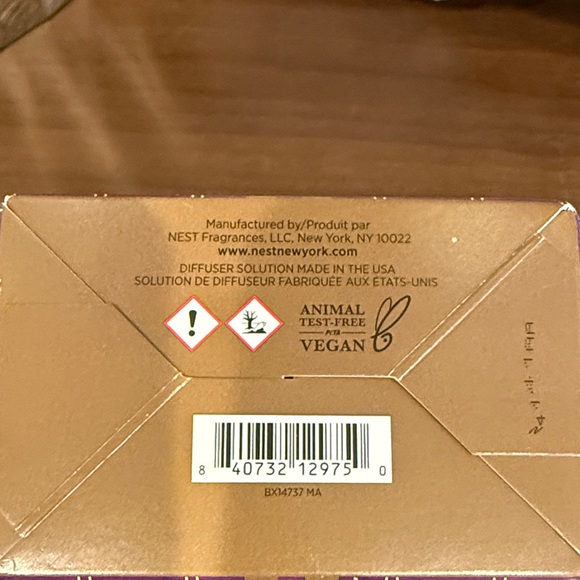 Manufactured by/Produit par
NEST Fragrances, LLC, New York, NY 10022
www.nestnewyork.com
DIFFUSER SOLUTION MADE IN THE USA
SOLUTION DE DIFFUSEUR FABRIQUÉE AUX ÉTATS-UNIS
ANIMAL
TEST-FREE
PETA
VEGAN
8 40732 12975 0
BX14737 MA